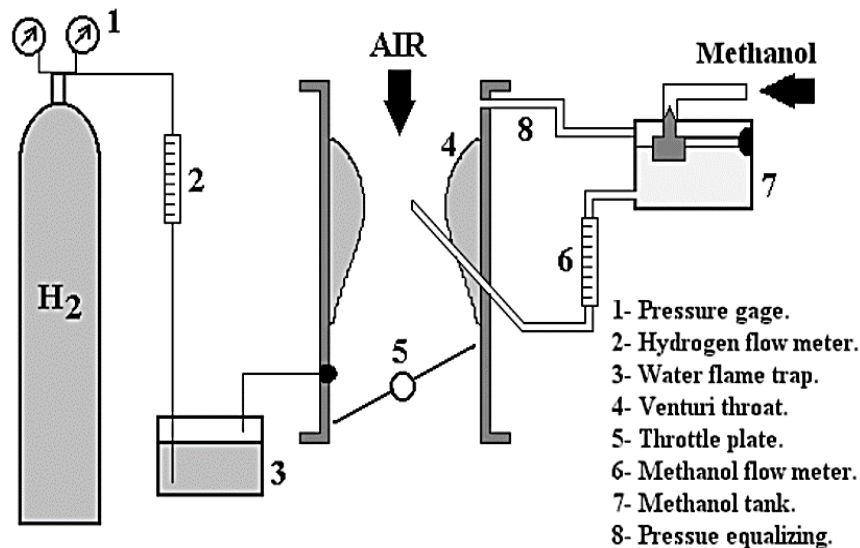 1
AIR
Methanol
2
4
8
7
6
H2
5
3
1- Pressure gage.
2- Hydrogen flow meter.
3- Water flame trap.
4- Venturi throat.
5- Throttle plate.
6- Methanol flow meter.
7- Methanol tank.
8- Pressue equalizing.